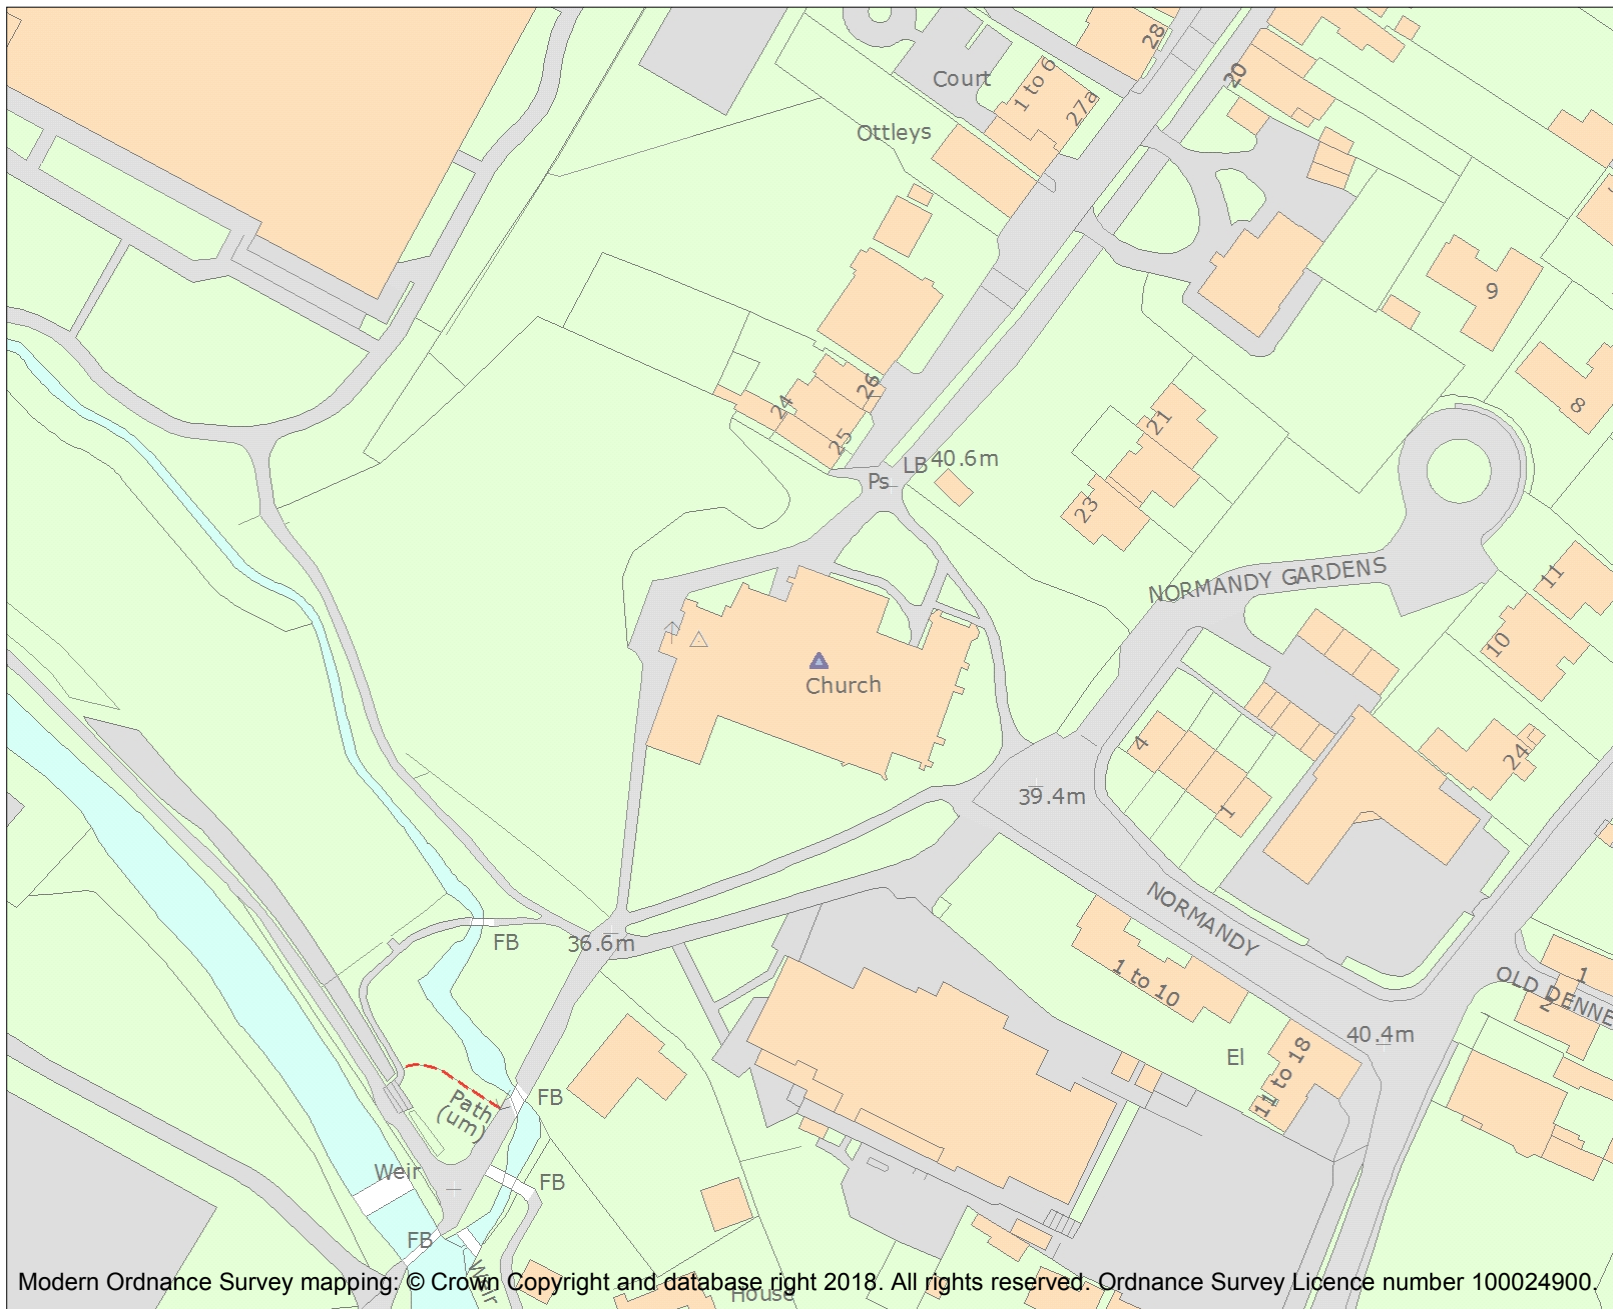 28
Court
1 to 6
27a
20
Ottleys
9
24
26
25
21
8
LB 40.6m
Ps
23
NORMANDY GARDENS
11
10
Church
4
24
39.4m
1
NORMANDY
FB
36.6m
1 to 10
OLD DENNE
1
2
40.4m
El
11 to 18
Path
(um)
FB
Weir
FB
FB
Weir
House
Modern Ordnance Survey mapping: © Crown Copyright and database right 2018. All rights reserved. Ordnance Survey Licence number 100024900.